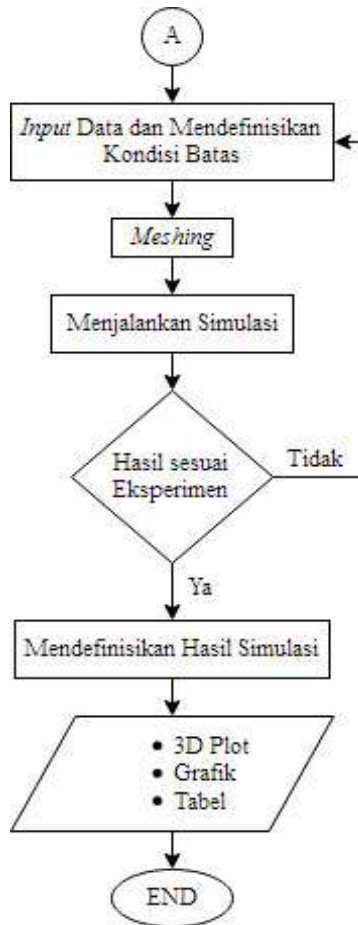 A
Input Data dan Mendefinisikan
Kondisi Batas
Meshing
Menjalankan Simulasi
Hasil sesuai
Eksperimen
Tidak
Ya
Mendefinisikan Hasil Simulasi
• 3D Plot
• Grafik
• Tabel
END